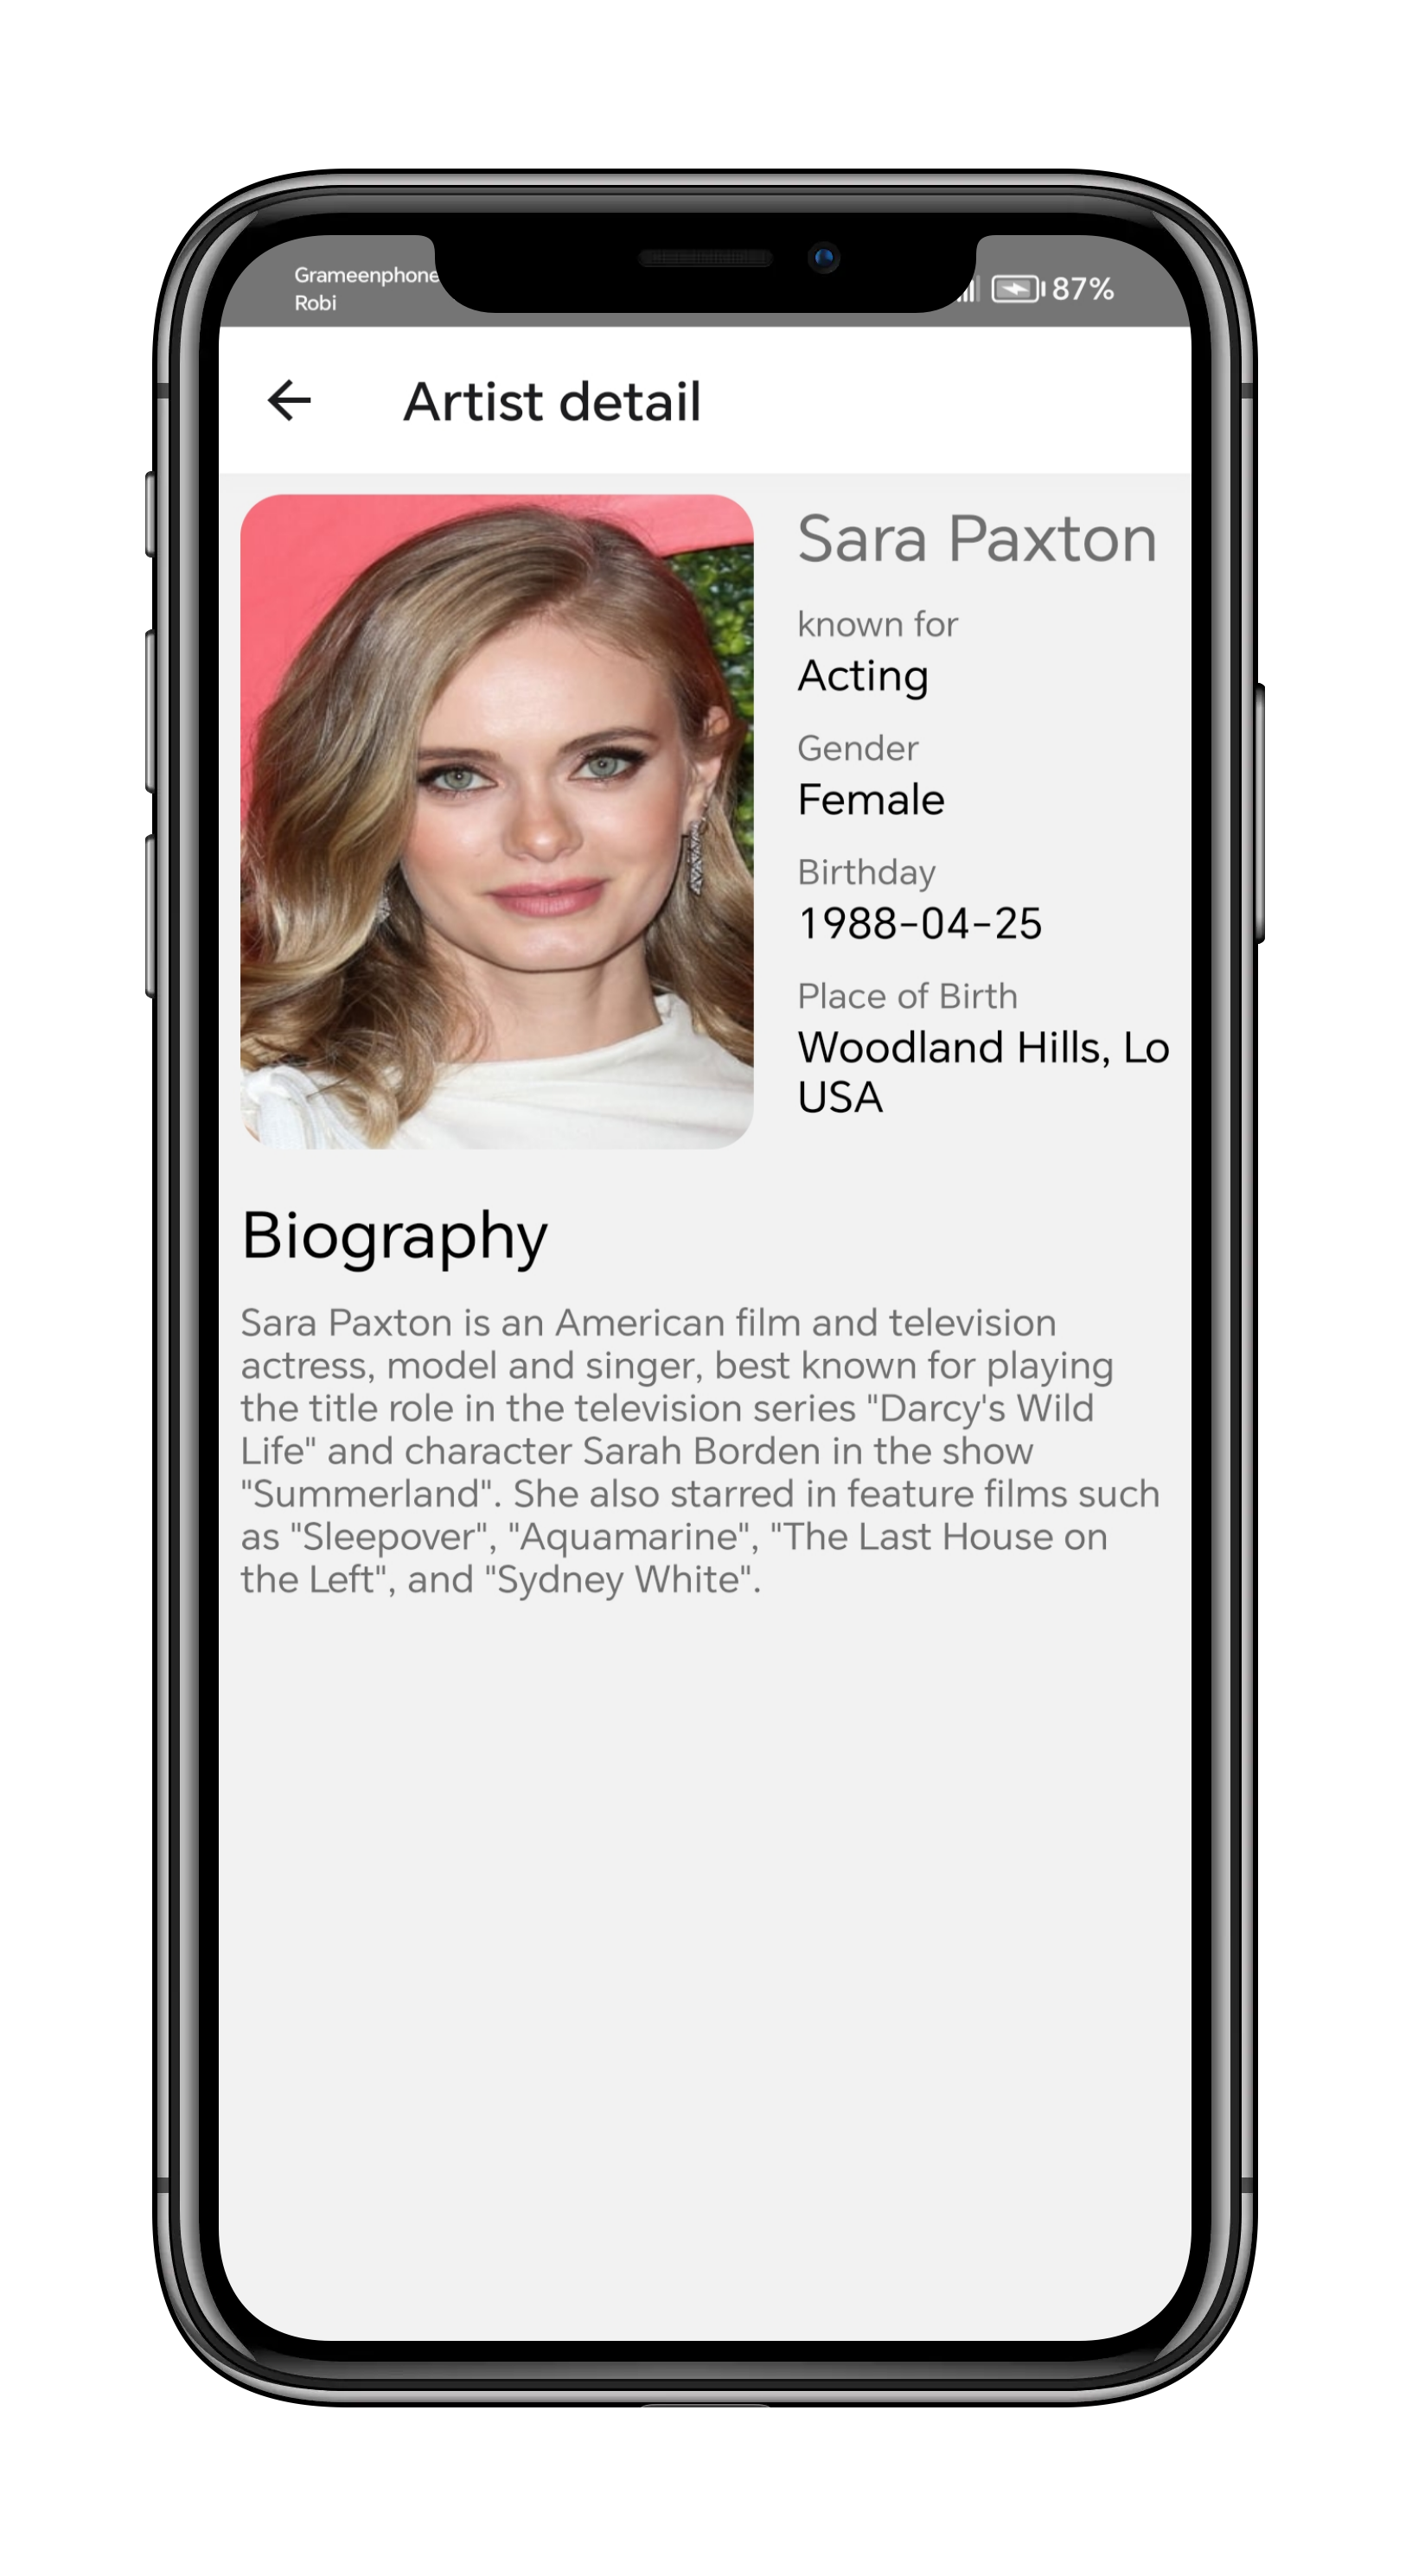 Grameenphone
Robi
87%
Artist detail
Sara Paxton
known for
Acting
Gender
Female
Birthday
1988-04-25
Place of Birth
Woodland Hills, Lo
USA
Biography
Sara Paxton is an American film and television
actress, model and singer, best known for playing
the title role in the television series "Darcy's Wild
Life" and character Sarah Borden in the show
"Summerland". She also starred in feature films such
as "Sleepover", "Aquamarine", "The Last House on
the Left", and "Sydney White".